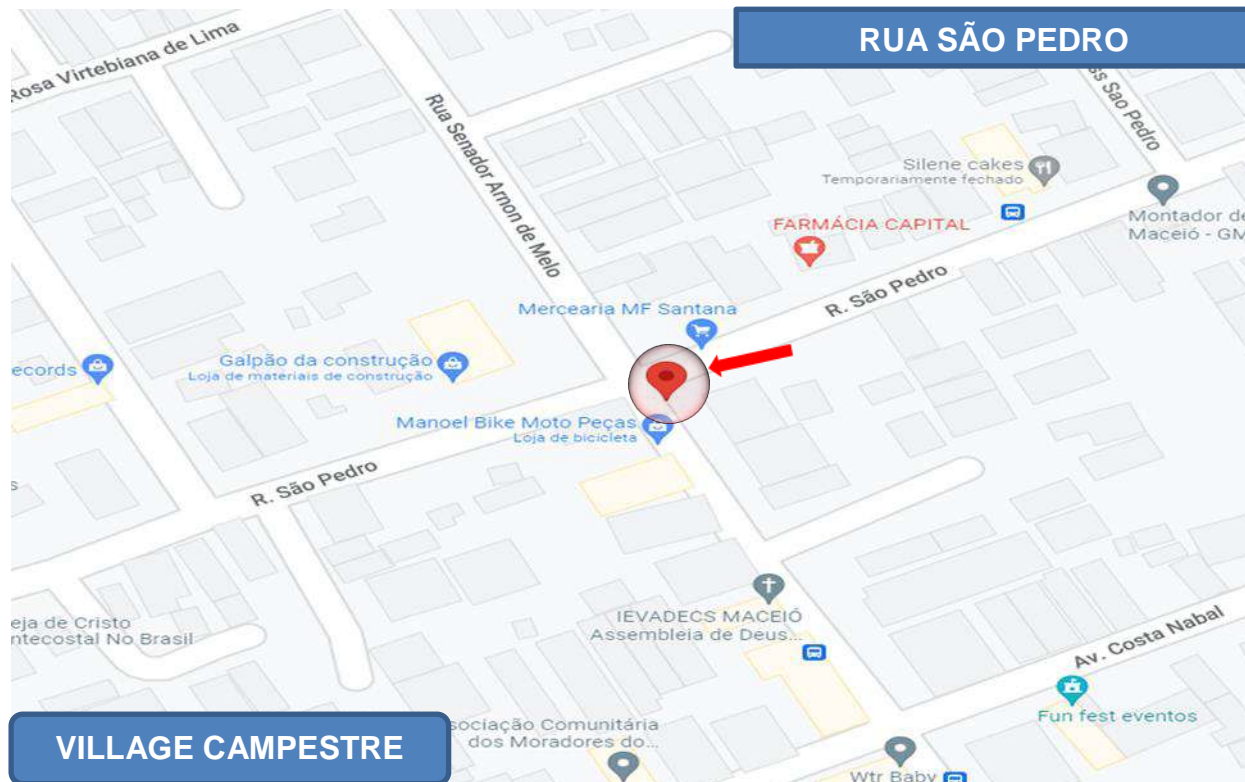 RUA SÃO PEDRO
Rosa Virtebiana de Lima
Rua Senador Arnon de Melo
ss Sao Pedro
Silene cakes
Temporariamente fechado
Montador de
Maceió - GM
FARMÁCIA CAPITAL
R. São Pedro
Mercearia MF Santana
Galpão da construção
Loja de materiais de construção
ecords
Manoel Bike Moto Peças
Loja de bicicleta
R. São Pedro
s
IEVADECS MACEIÓ
Assembleia de Deus...
eja de Cristo
ntecostal No Brasil
Av. Costa Nabal
Fun fest eventos
sociação Comunitária
dos Moradores do...
VILLAGE CAMPESTRE
Wtr Baby